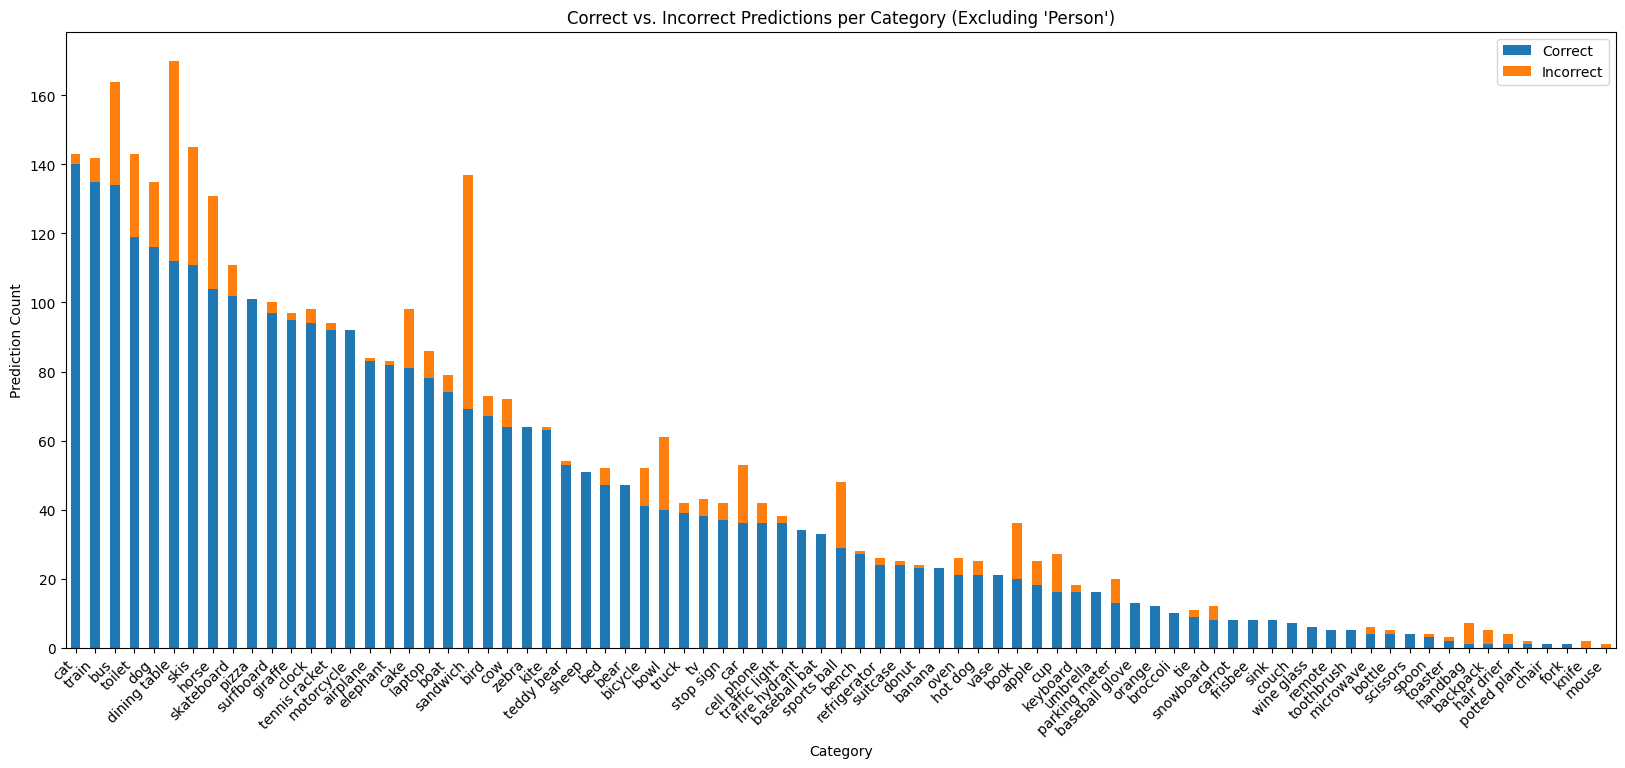 Correct vs. Incorrect Predictions per Category (Excluding 'Person')
Correct
Incorrect
Prediction Count
160
140
120
100
80
60
40
20
0
cat
train
bus
toilet
dog
dining table
skis
horse
skateboard
pizza
surfboard
giraffe
clock
tennis racket
motorcycle
airplane
elephant
cake
laptop
boat
sandwich
bird
cow
zebra
kite
teddy bear
sheep
bed
bear
bicycle
bowl
truck
tv
stop sign
car
cell phone
traffic light
fire hydrant
baseball bat
sports ball
bench
refrigerator
suitcase
donut
banana
oven
hot dog
vase
book
apple
cup
keyboard
umbrella
parking meter
baseball glove
orange
broccoli
tie
snowboard
carrot
frisbee
sink
couch
wine glass
remote
toothbrush
microwave
bottle
scissors
spoon
toaster
handbag
backpack
hair drier
potted plant
chair
fork
knife
mouse
Category